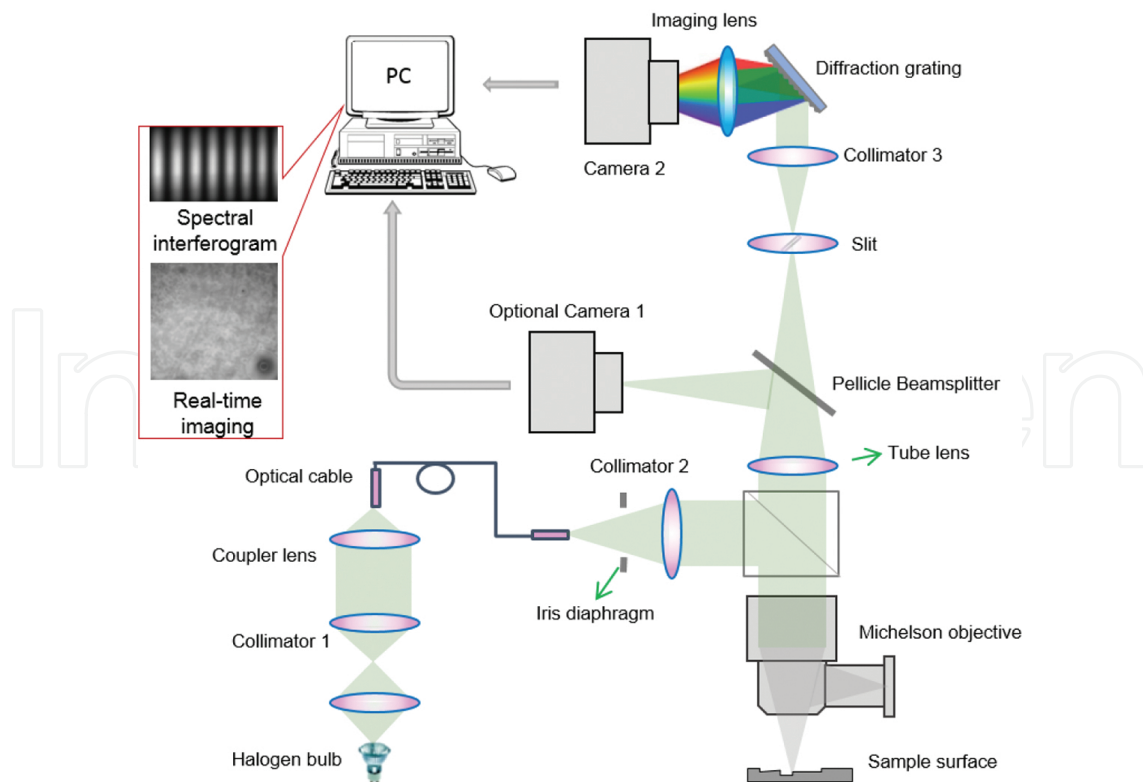 Imaging lens
PC
Diffraction grating
Camera 2
Collimator 3
Spectral
interferogram
Slit
Optional Camera 1
Real-time
imaging
Pellicle Beamsplitter
Tube lens
Optical cable
Collimator 2
Coupler lens
Iris diaphragm
Collimator 1
Michelson objective
Halogen bulb
Sample surface